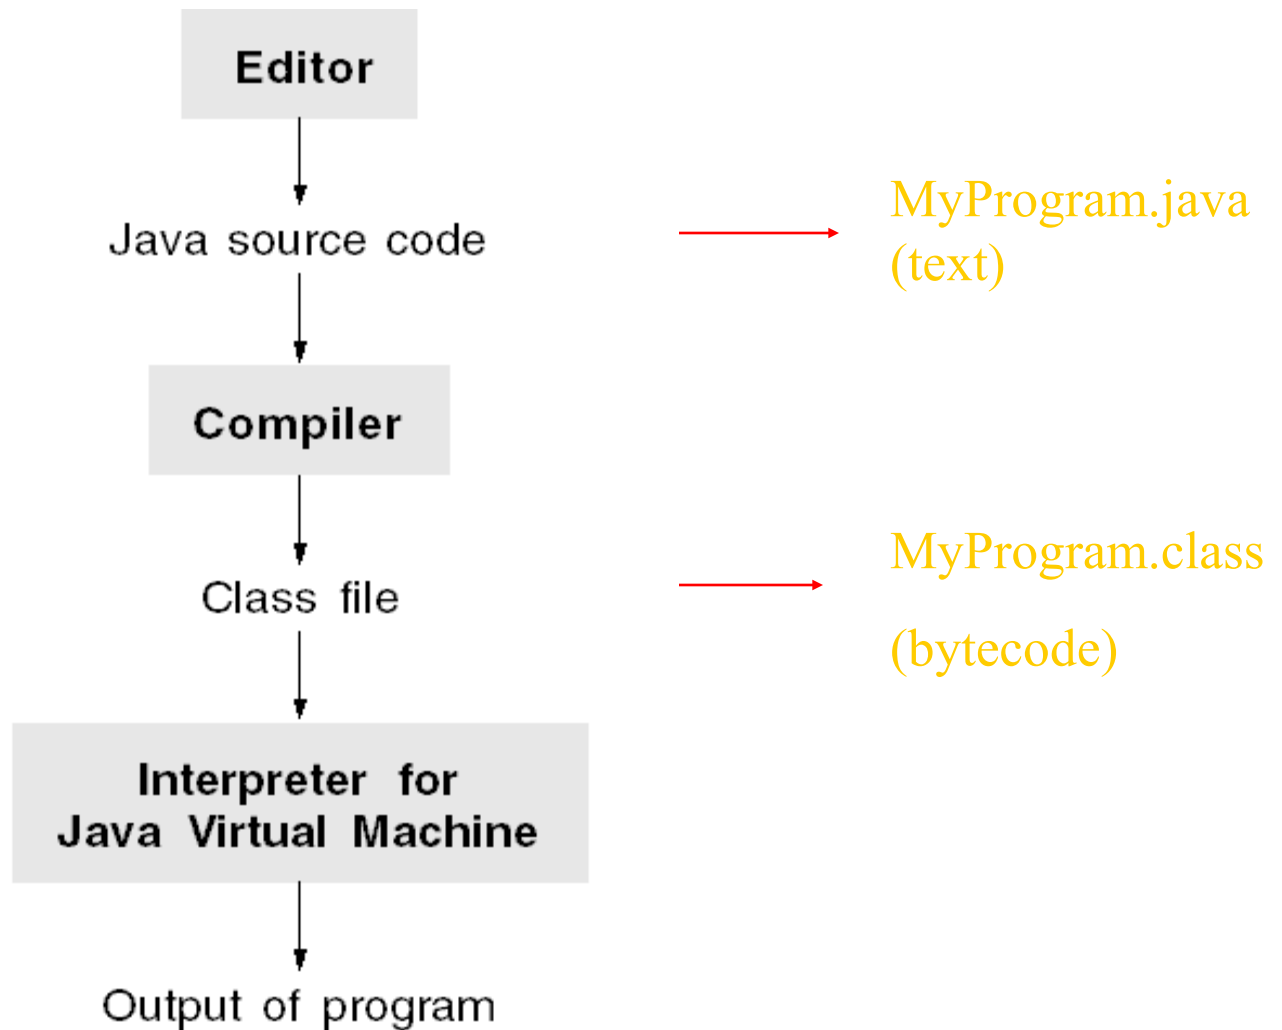 Editor
Java source code
MyProgram.java
(text)
Compiler
MyProgram.class
Class file
(bytecode)
Interpreter for
Java Virtual Machine
Output of program